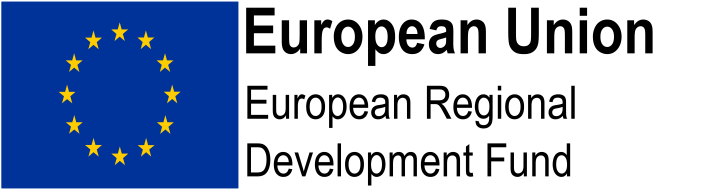 European Union
European Regional
Development Fund